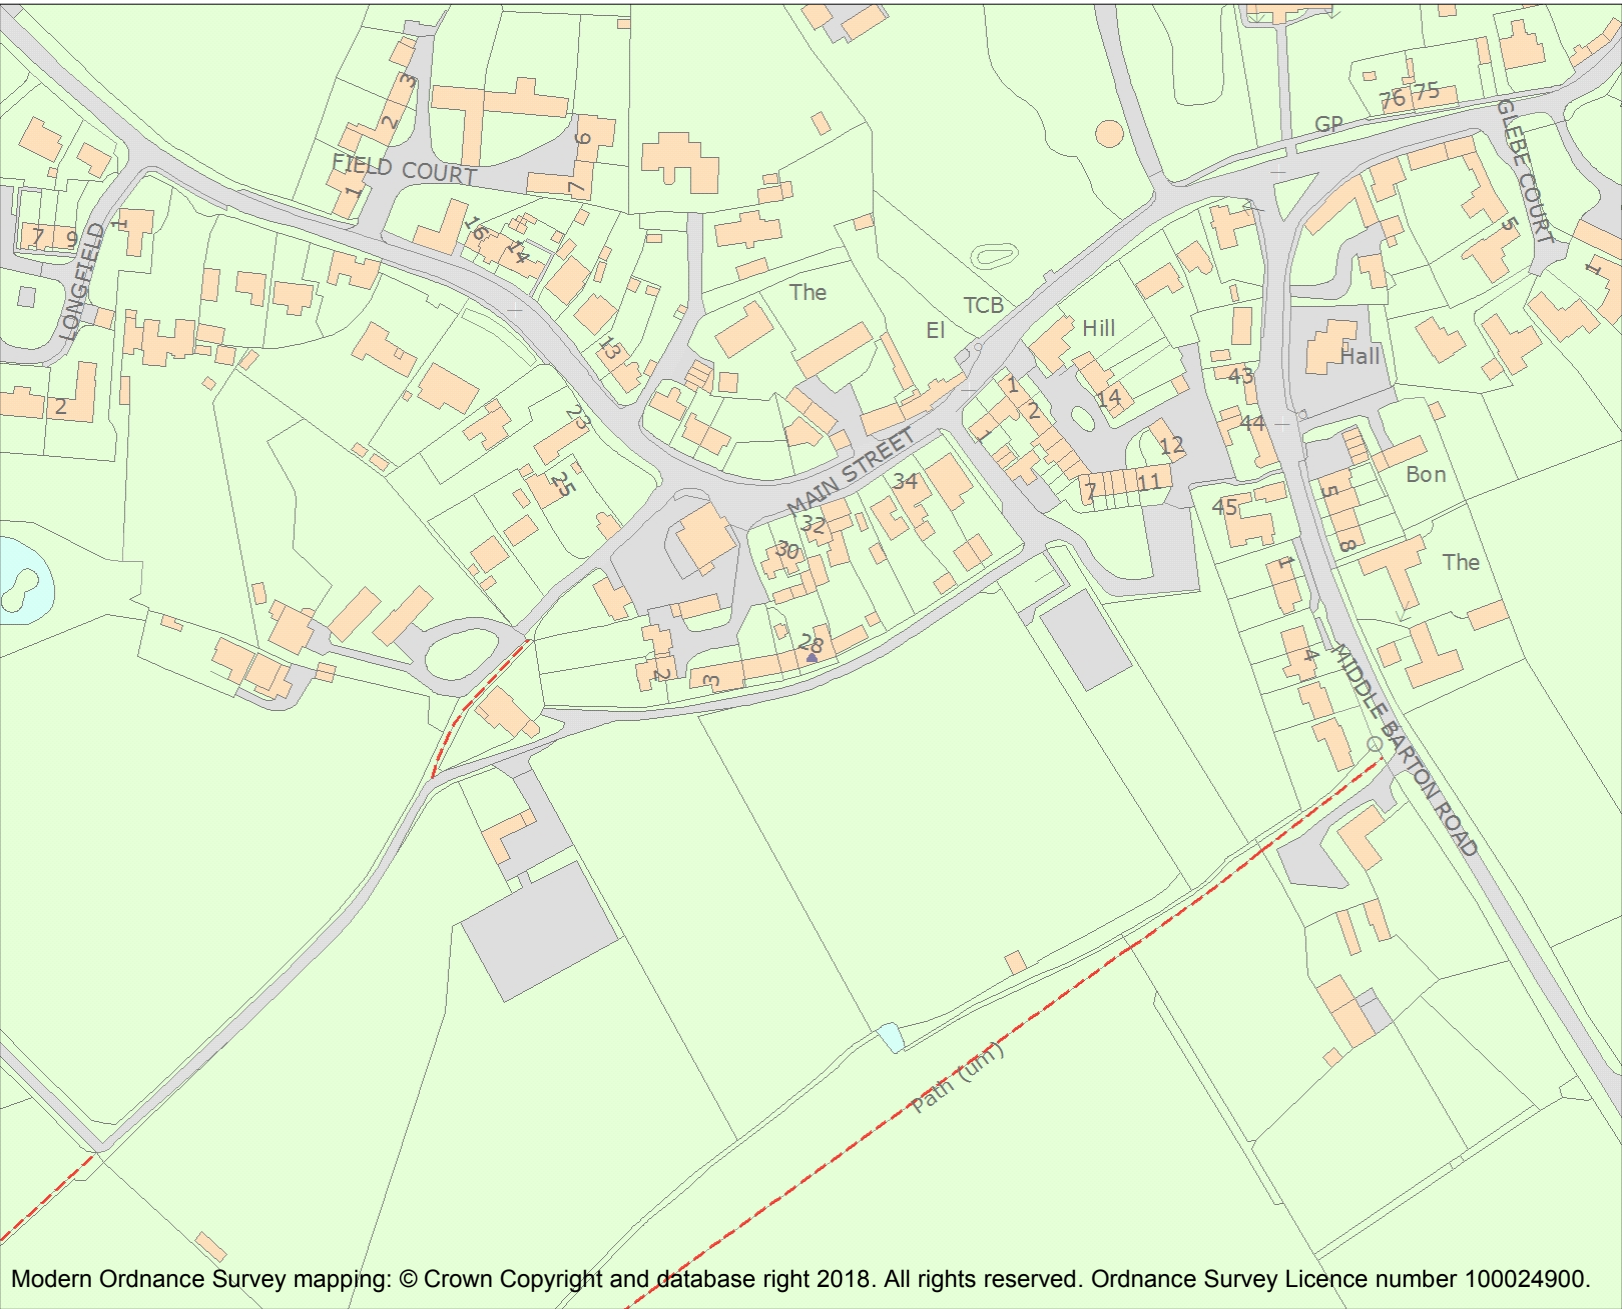 76 75
GP
GLEBE COURT
3
2
FIELD COURT
6
7
1
1
7 9
LONGFIELD
16
14
5
1
The
TCB
El
Hill
Hall
13
43
1
2
14
2
23
44
1
MAIN STREET
12
34
7 11
Bon
25
32
45
5
30
8
1
The
28
2
3
4
MIDDLE BARTON ROAD
Path (um)
Modern Ordnance Survey mapping: © Crown Copyright and database right 2018. All rights reserved. Ordnance Survey Licence number 100024900.